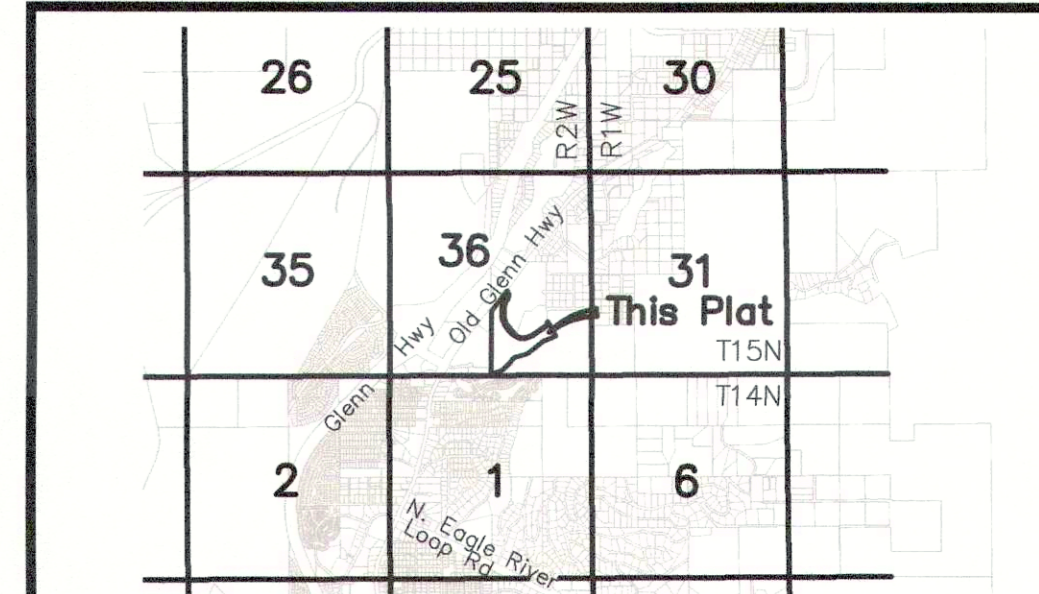 26
25
30
R2W
R1W
35
36
31
Old Glenn Hwy
This Plat
T15N
Glenn Hwy
T14N
2
1
6
N. Eagle River
Loop Rd